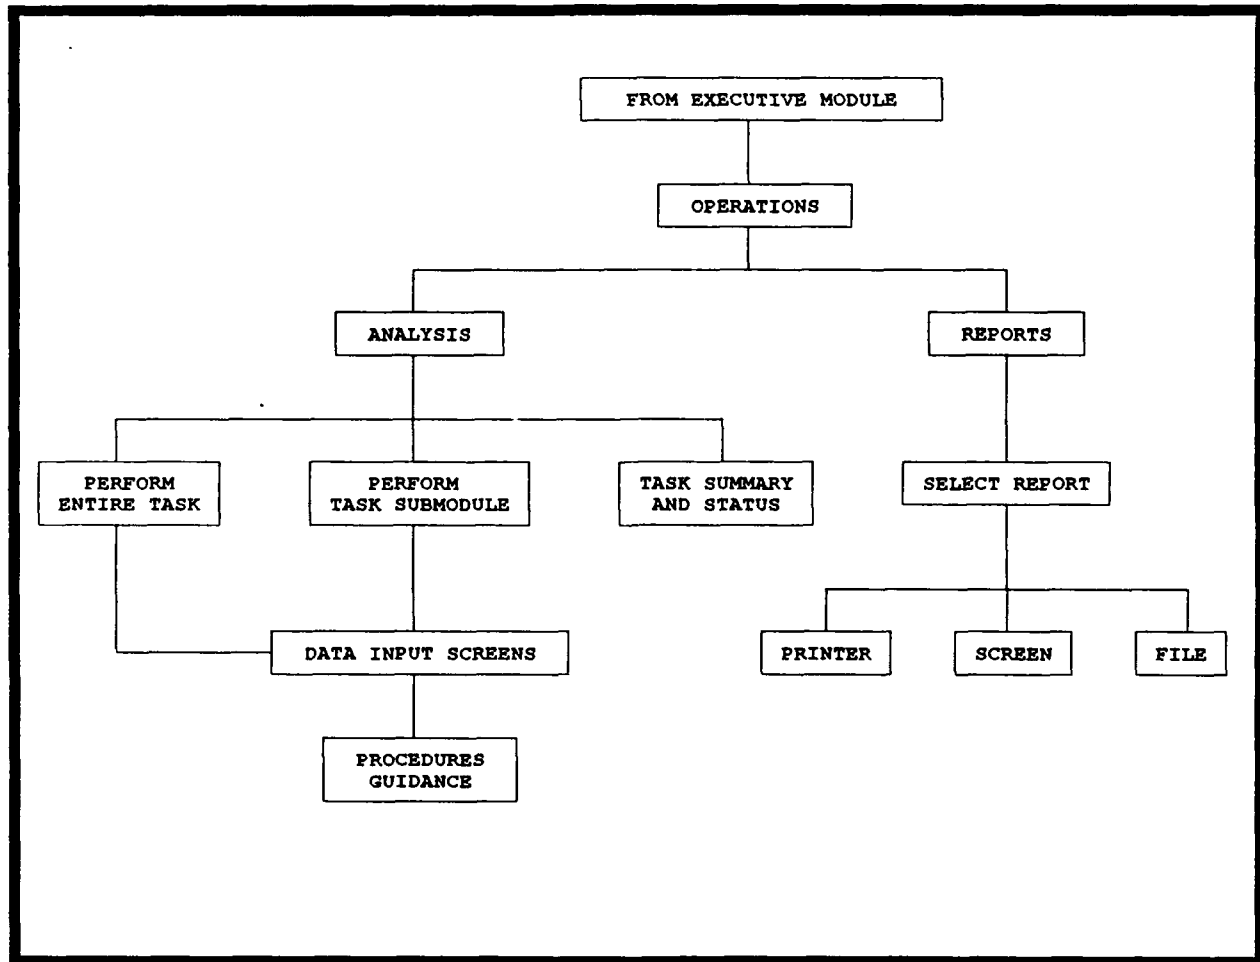 FROM EXECUTIVE MODULE
OPERATIONS
ANALYSIS
REPORTS
PERFORM
ENTIRE TASK
PERFORM
TASK SUBMODULE
TASK SUMMARY
AND STATUS
SELECT REPORT
DATA INPUT SCREENS
PRINTER
SCREEN
FILE
PROCEDURES
GUIDANCE